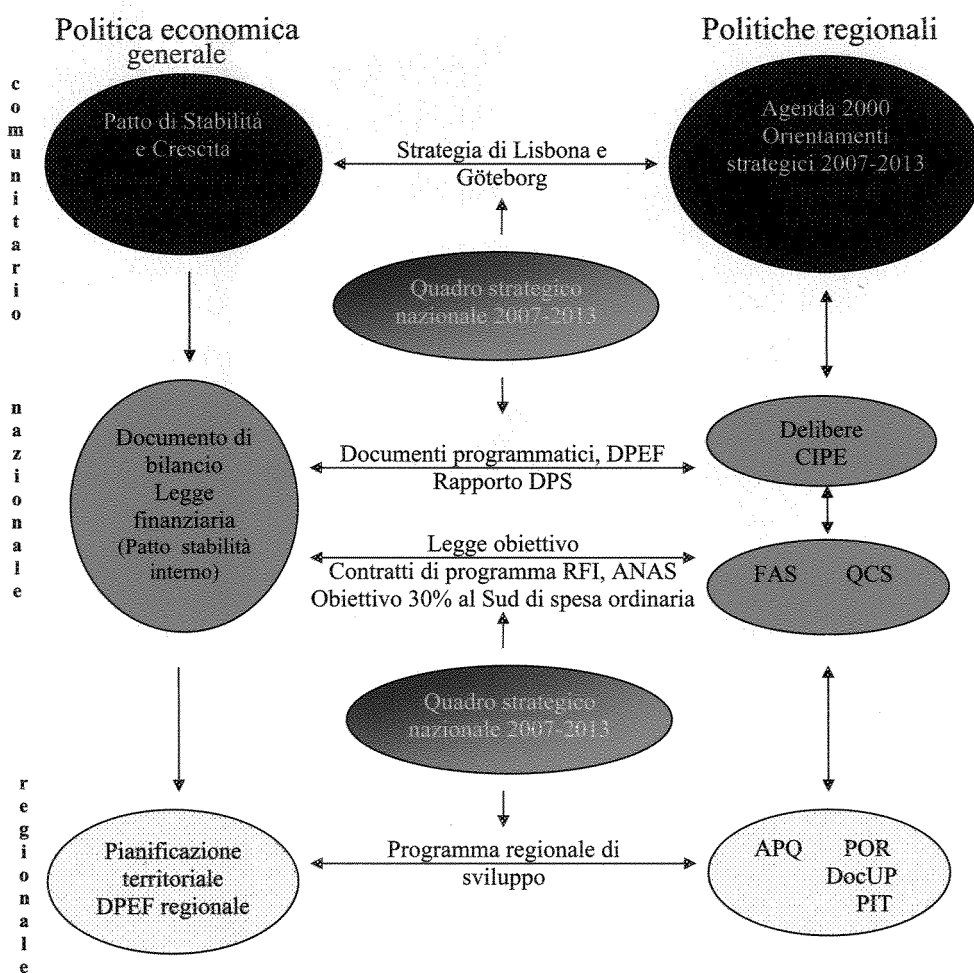 Politica economica
generale
Politiche regionali
comunitario
Patto di Stabilità
e Crescita
Strategia di Lisbona e
Göteborg
Agenda 2000
Orientamenti
strategici 2007-2013
Quadro strategico
nazionale 2007-2013
nazionale
Documento di
bilancio
Legge
finanziaria
(Patto stabilità
interno)
Documenti programmatici, DPEF
Rapporto DPS
Delibere
CIPE
Legge obiettivo
Contratti di programma RFI, ANAS
Obiettivo 30% al Sud di spesa ordinaria
FAS QCS
Quadro strategico
nazionale 2007-2013
regionale
Pianificazione
territoriale
DPEF regionale
Programma regionale di
sviluppo
APQ POR
DocUP
PIT